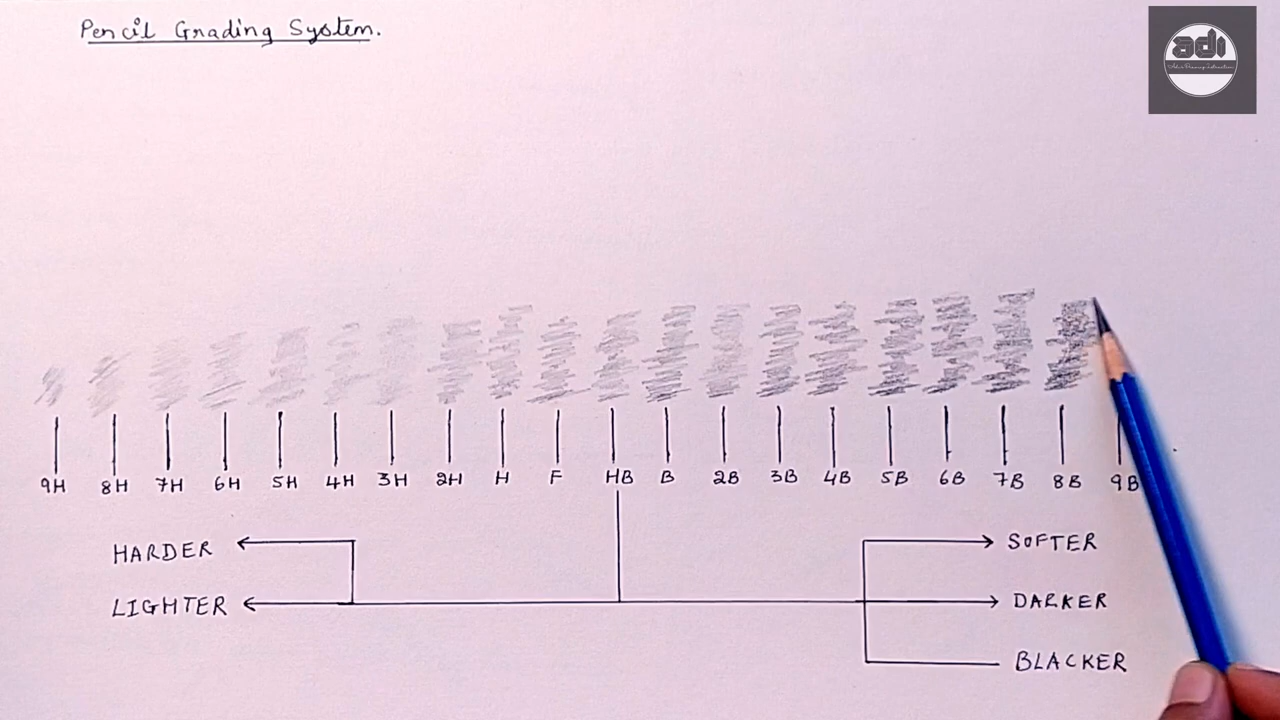 Pencil Grading System.
adi
9H 8H 7H 6H 5H 4H 3H 2H H F HB B 2B 3B 4B 5B 6B 7B 8B 9B
HARDER SOFTER
LIGHTER DARKER
BLACKER